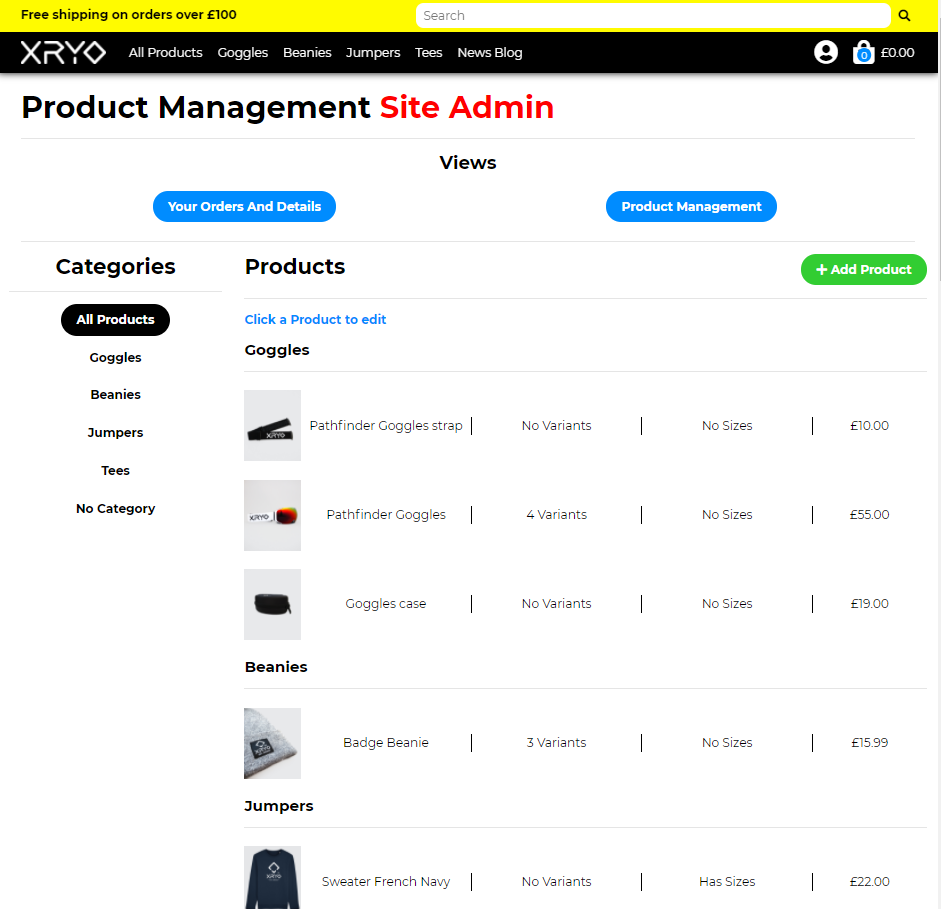 Free shipping on orders over £100
Search
XRYO
All Products Goggles Beanies Jumpers Tees News Blog
0 £0.00
Product Management Site Admin
Views
Your Orders And Details
Product Management
Categories
All Products
Goggles
Beanies
Jumpers
Tees
No Category
Products
+ Add Product
Click a Product to edit
Goggles
XRYO
Pathfinder Goggles strap No Variants No Sizes £10.00
XRYO
Pathfinder Goggles 4 Variants No Sizes £55.00
Goggles case No Variants No Sizes £19.00
Beanies
XRYO
Badge Beanie 3 Variants No Sizes £15.99
Jumpers
XRYO
Sweater French Navy No Variants Has Sizes £22.00